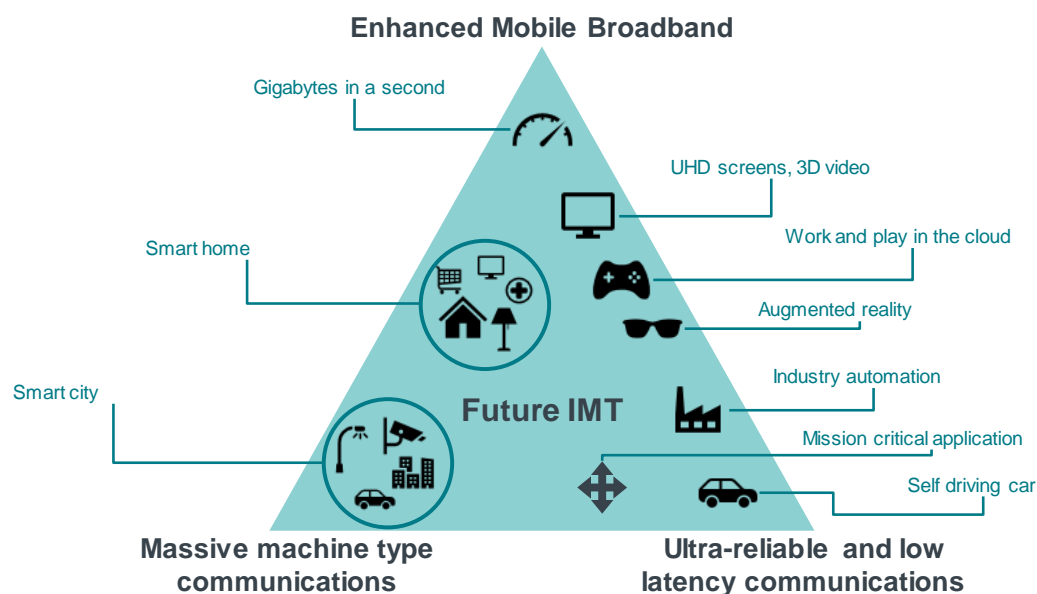 Enhanced Mobile Broadband
Gigabytes in a second
UHD screens, 3D video
Work and play in the cloud
Smart home
Augmented reality
Industry automation
Smart city
Future IMT
Mission critical application
Self driving car
Massive machine type
communications
Ultra-reliable and low
latency communications